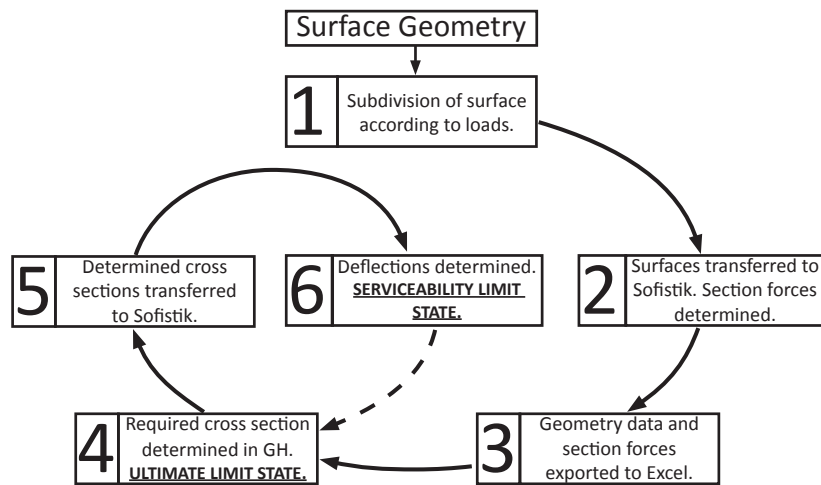 Surface Geometry
1
Subdivision of surface
according to loads.
2
Surfaces transferred to
Sofistik. Section forces
determined.
3
Geometry data and
section forces
exported to Excel.
4
Required cross section
determined in GH.
ULTIMATE LIMIT STATE.
5
Determined cross
sections transferred
to Sofistik.
6
Deflections determined.
SERVICEABILITY LIMIT
STATE.